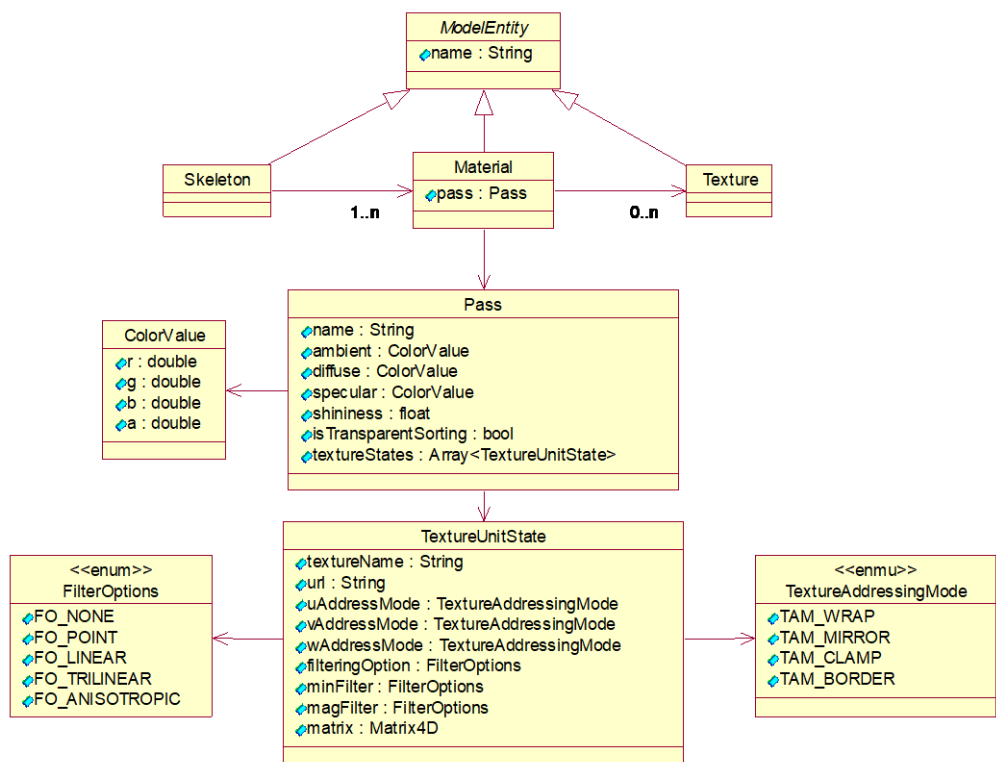 ModelEntity
name : String
Skeleton
Material
pass : Pass
Texture
1..n
0..n
Pass
name : String
ambient : ColorValue
diffuse : ColorValue
specular : ColorValue
shininess : float
isTransparentSorting : bool
textureStates : Array<TextureUnitState>
ColorValue
r : double
g : double
b : double
a : double
TextureUnitState
textureName : String
url : String
uAddressMode : TextureAddressingMode
vAddressMode : TextureAddressingMode
wAddressMode : TextureAddressingMode
filteringOption : FilterOptions
minFilter : FilterOptions
magFilter : FilterOptions
matrix : Matrix4D
<<enum>>
FilterOptions
FO_NONE
FO_POINT
FO_LINEAR
FO_TRILINEAR
FO_ANISOTROPIC
<<enmu>>
TextureAddressingMode
TAM_WRAP
TAM_MIRROR
TAM_CLAMP
TAM_BORDER